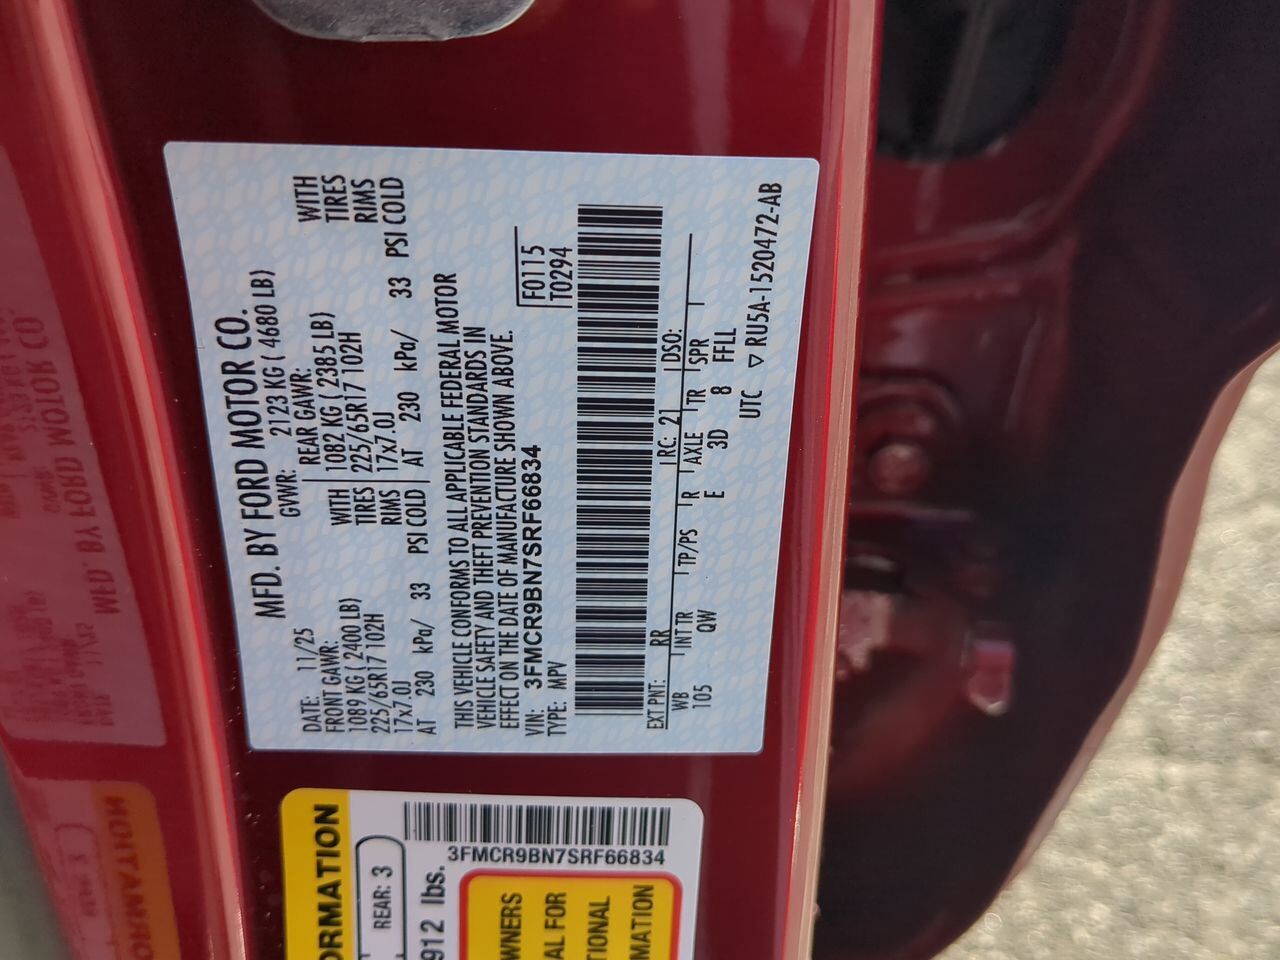 MFD. BY FORD MOTOR CO.
DATE: 11/25 GVWR: 2123 KG ( 4680 LB)
FRONT GAWR: REAR GAWR:
1089 KG ( 2400 LB) WITH 1082 KG ( 2385 LB) WITH
225/65R17 102H TIRES 225/65R17 102H TIRES
17x7.0J RIMS 17x7.0J RIMS
AT 230 kPa/ 33 PSI COLD AT 230 kPa/ 33 PSI COLD
THIS VEHICLE CONFORMS TO ALL APPLICABLE FEDERAL MOTOR
VEHICLE SAFETY AND THEFT PREVENTION STANDARDS IN
EFFECT ON THE DATE OF MANUFACTURE SHOWN ABOVE.
VIN: 3FMCR9BN7SRF66834 F0115
TYPE: MPV T0294
EXT PNT: RR RC: 21 DSO:
WB INT TR TP/PS R AXLE TR SPR
105 QW E 3D 8 FFLL
UTC ▽ RU5A-1520472-AB
ORMATION
REAR: 3
912 lbs.
3FMCR9BN7SRF66834
WNERS
AL FOR
TIONAL
MATION